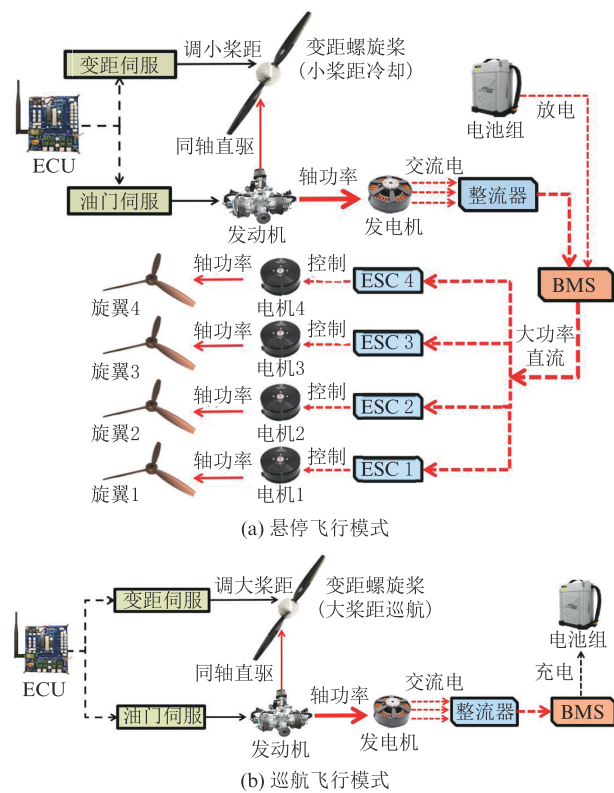 调小桨距
变距螺旋桨
(小桨距冷却)
变距伺服
放电
电池组
ECU
同轴直驱
轴功率
交流电
整流器
油门伺服
发动机
发电机
BMS
轴功率
控制
ESC 4
旋翼4
电机4
大功率
直流
轴功率
控制
ESC 3
旋翼3
电机3
轴功率
控制
ESC 2
旋翼2
电机2
轴功率
控制
ESC 1
旋翼1
电机1
(a) 悬停飞行模式
调大桨距
变距螺旋桨
(大桨距巡航)
变距伺服
电池组
ECU
同轴直驱
充电
轴功率
交流电
油门伺服
整流器
BMS
发动机
发电机
(b) 巡航飞行模式